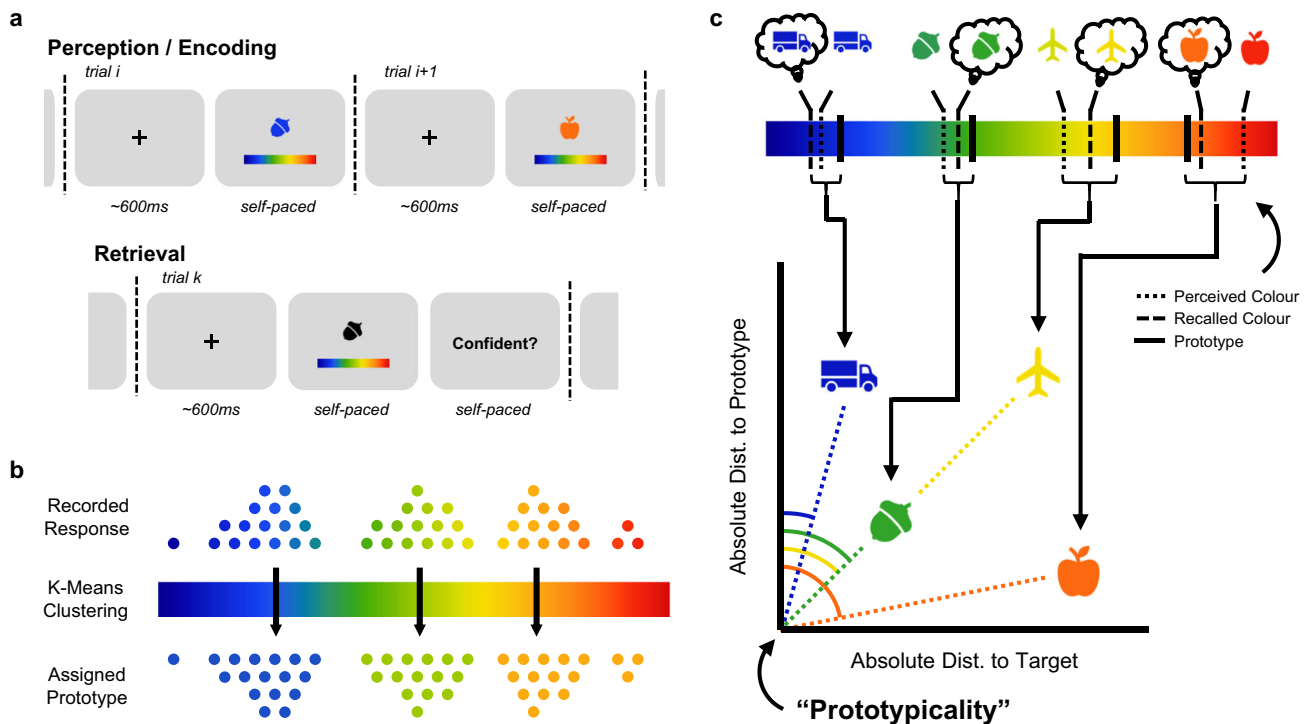 a
Perception / Encoding
trial i
trial i+1
~600ms
self-paced
~600ms
self-paced
Retrieval
trial k
Confident?
~600ms
self-paced
self-paced
b
Recorded
Response
K-Means
Clustering
Assigned
Prototype
c
Perceived Colour
Recalled Colour
Prototype
Absolute Dist. to Prototype
Absolute Dist. to Target
“Prototypicality”